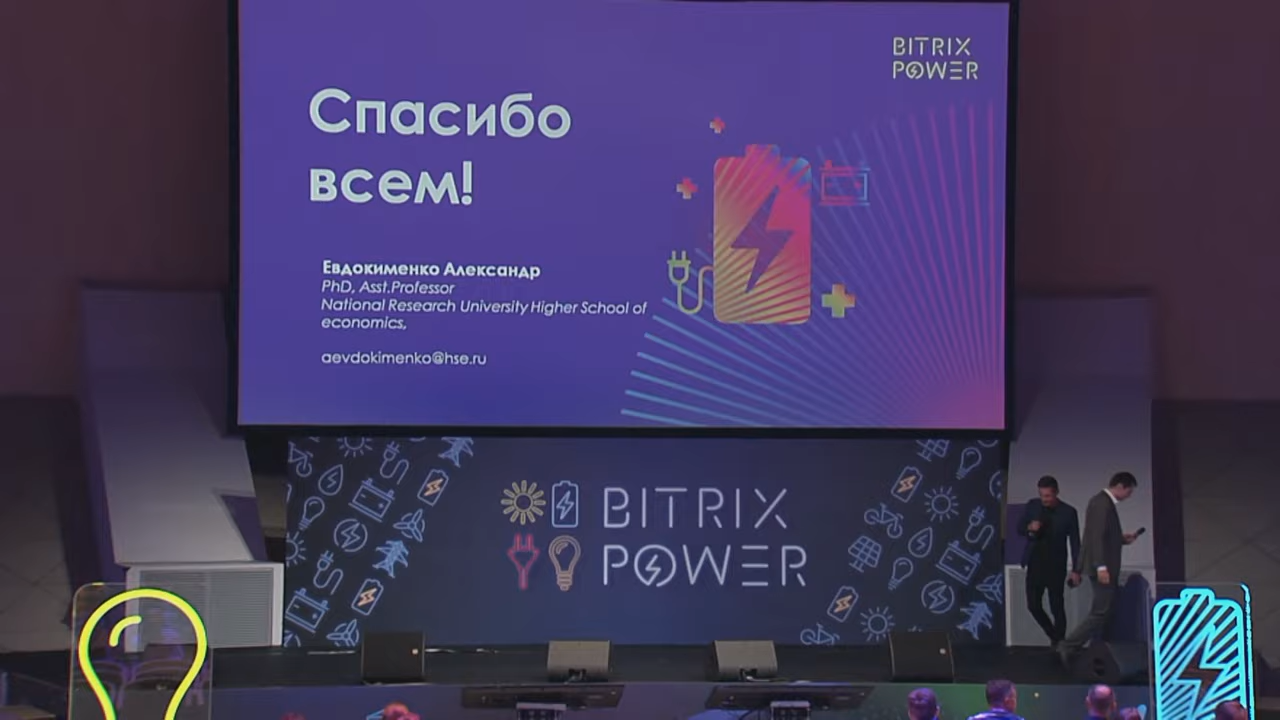 BITRIX
POWER
Спасибо
всем!
Евдокименко Александр
PhD, Asst.Professor
National Research University Higher School of
economics,
aevdokimenko@hse.ru
BITRIX
POWER